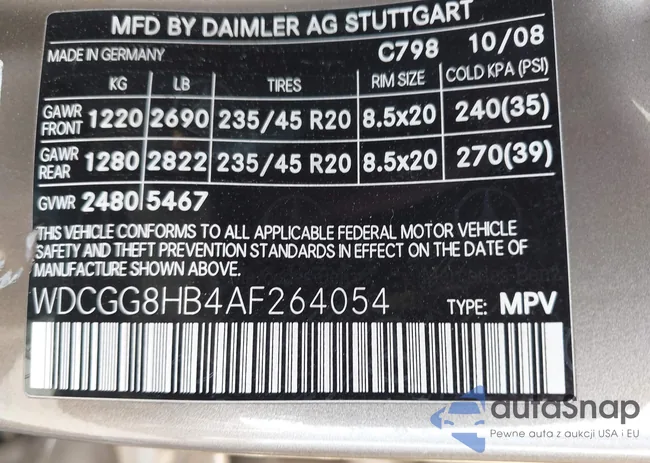 MFD BY DAIMLER AG STUTTGART
MADE IN GERMANY C798 10/08
KG LB TIRES RIM SIZE COLD KPA (PSI)
GAWR FRONT 1220 2690 235/45 R20 8.5x20 240(35)
GAWR REAR 1280 2822 235/45 R20 8.5x20 270(39)
GVWR 2480 5467
THIS VEHICLE CONFORMS TO ALL APPLICABLE FEDERAL MOTOR VEHICLE
SAFETY AND THEFT PREVENTION STANDARDS IN EFFECT ON THE DATE OF
MANUFACTURE SHOWN ABOVE.
WDCGG8HB4AF264054 TYPE: MPV
autaSnap
Pewne auta z aukcji USA i EU